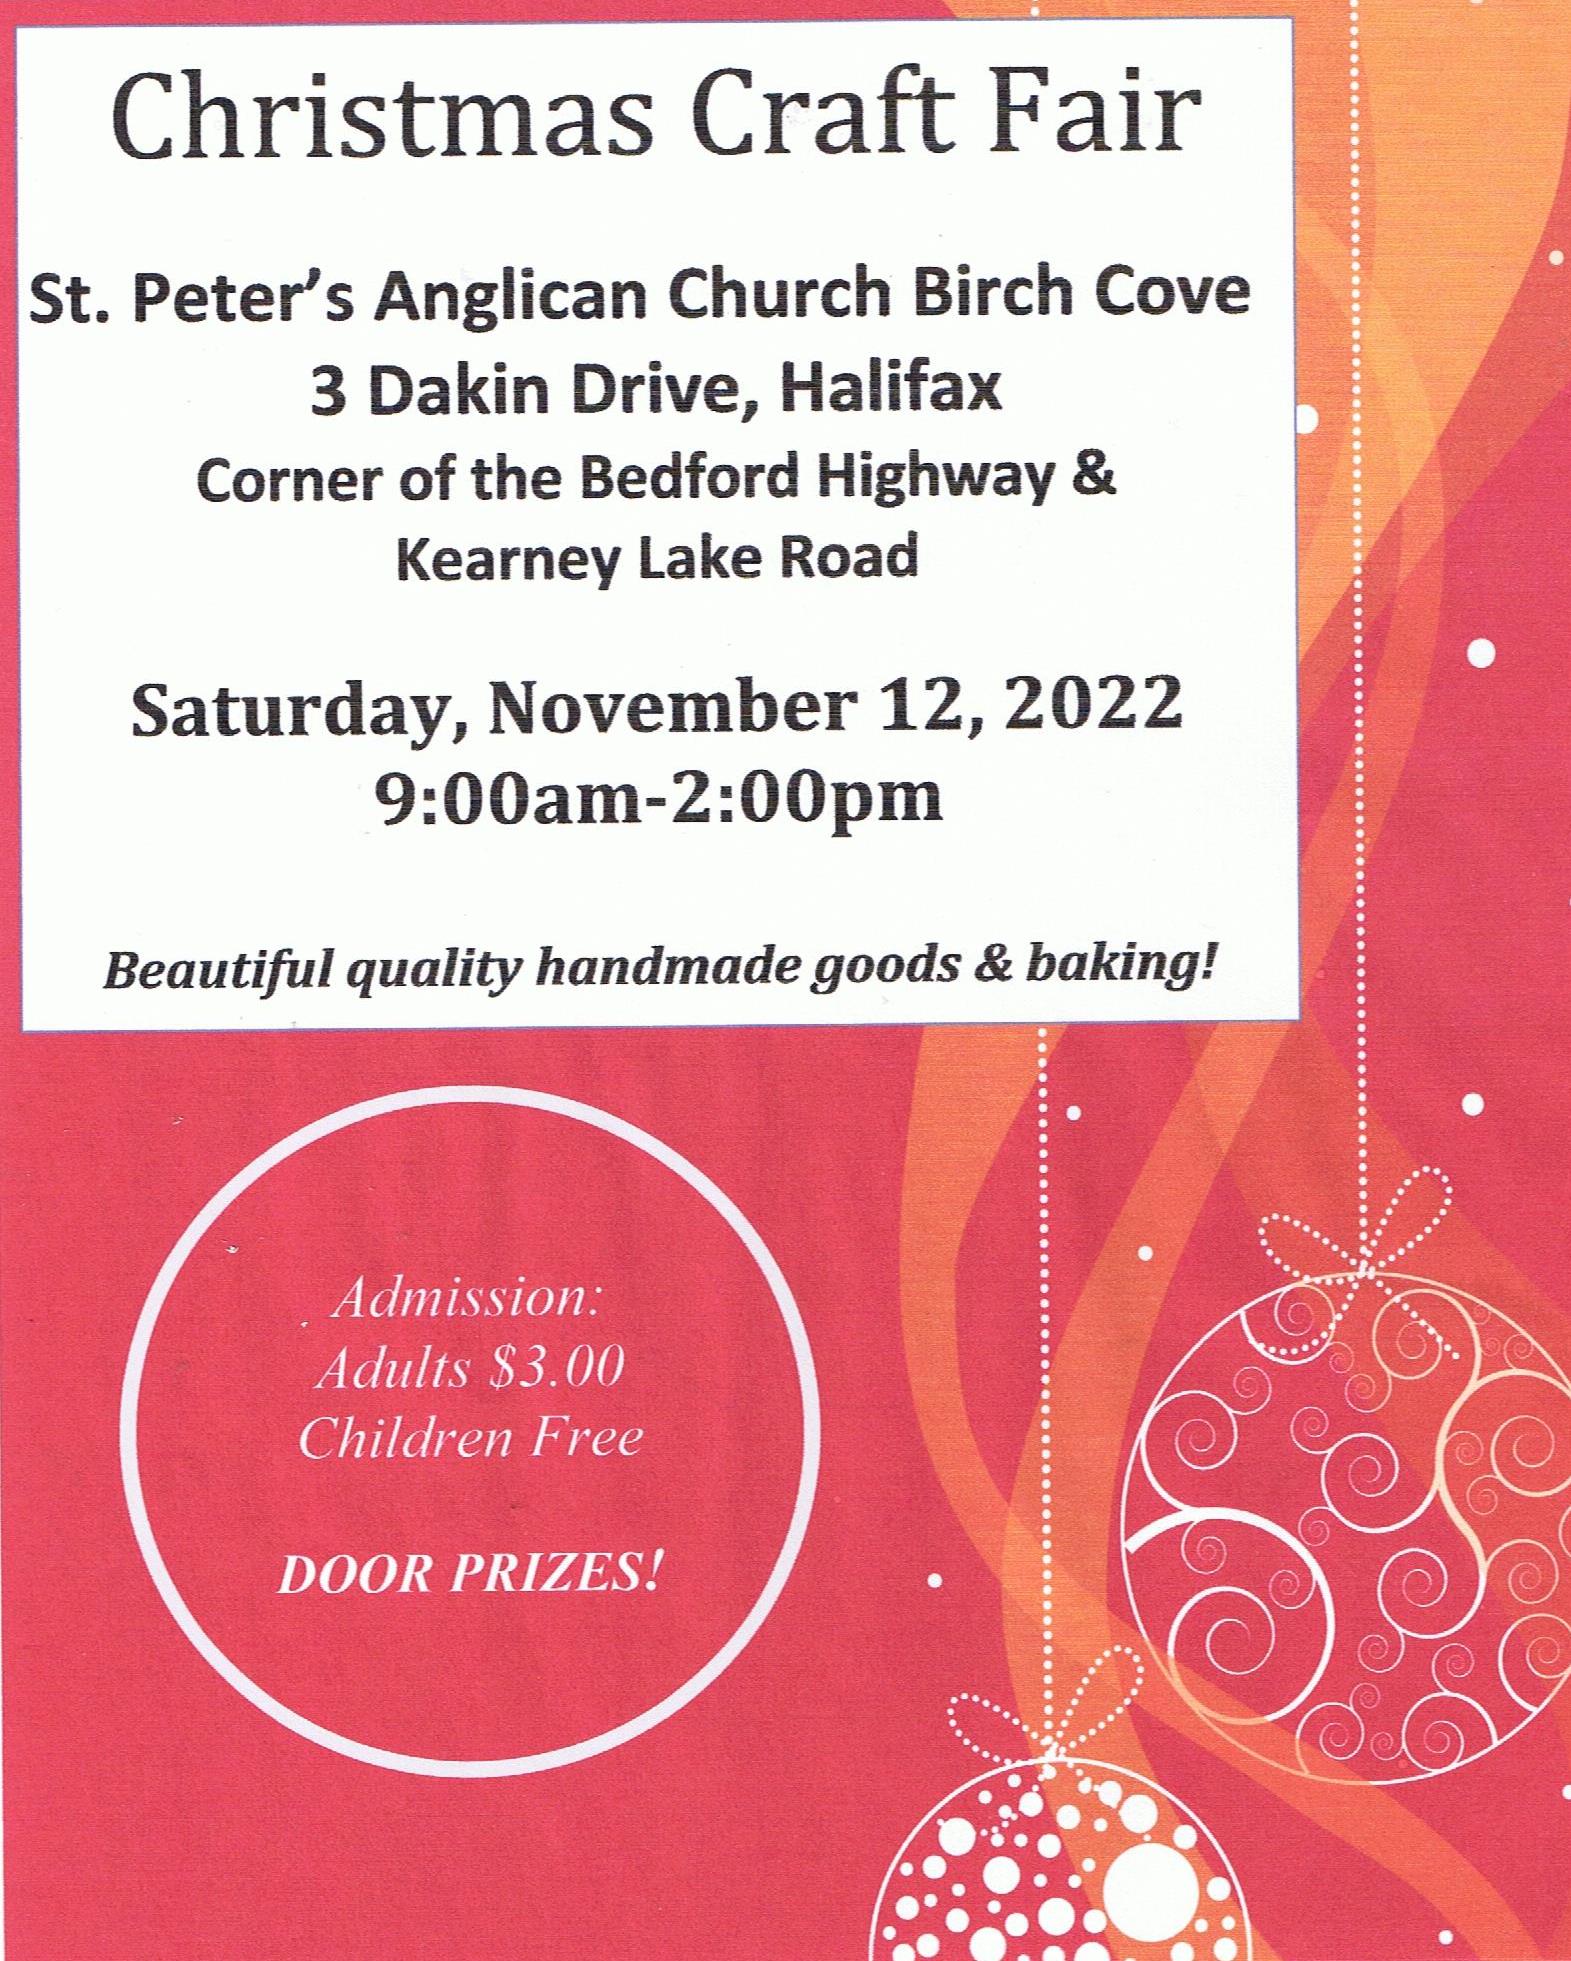 Christmas Craft Fair
St. Peter's Anglican Church Birch Cove
3 Dakin Drive, Halifax
Corner of the Bedford Highway &
Kearney Lake Road
Saturday, November 12, 2022
9:00am-2:00pm
Beautiful quality handmade goods & baking!
Admission:
Adults $3.00
Children Free
DOOR PRIZES!